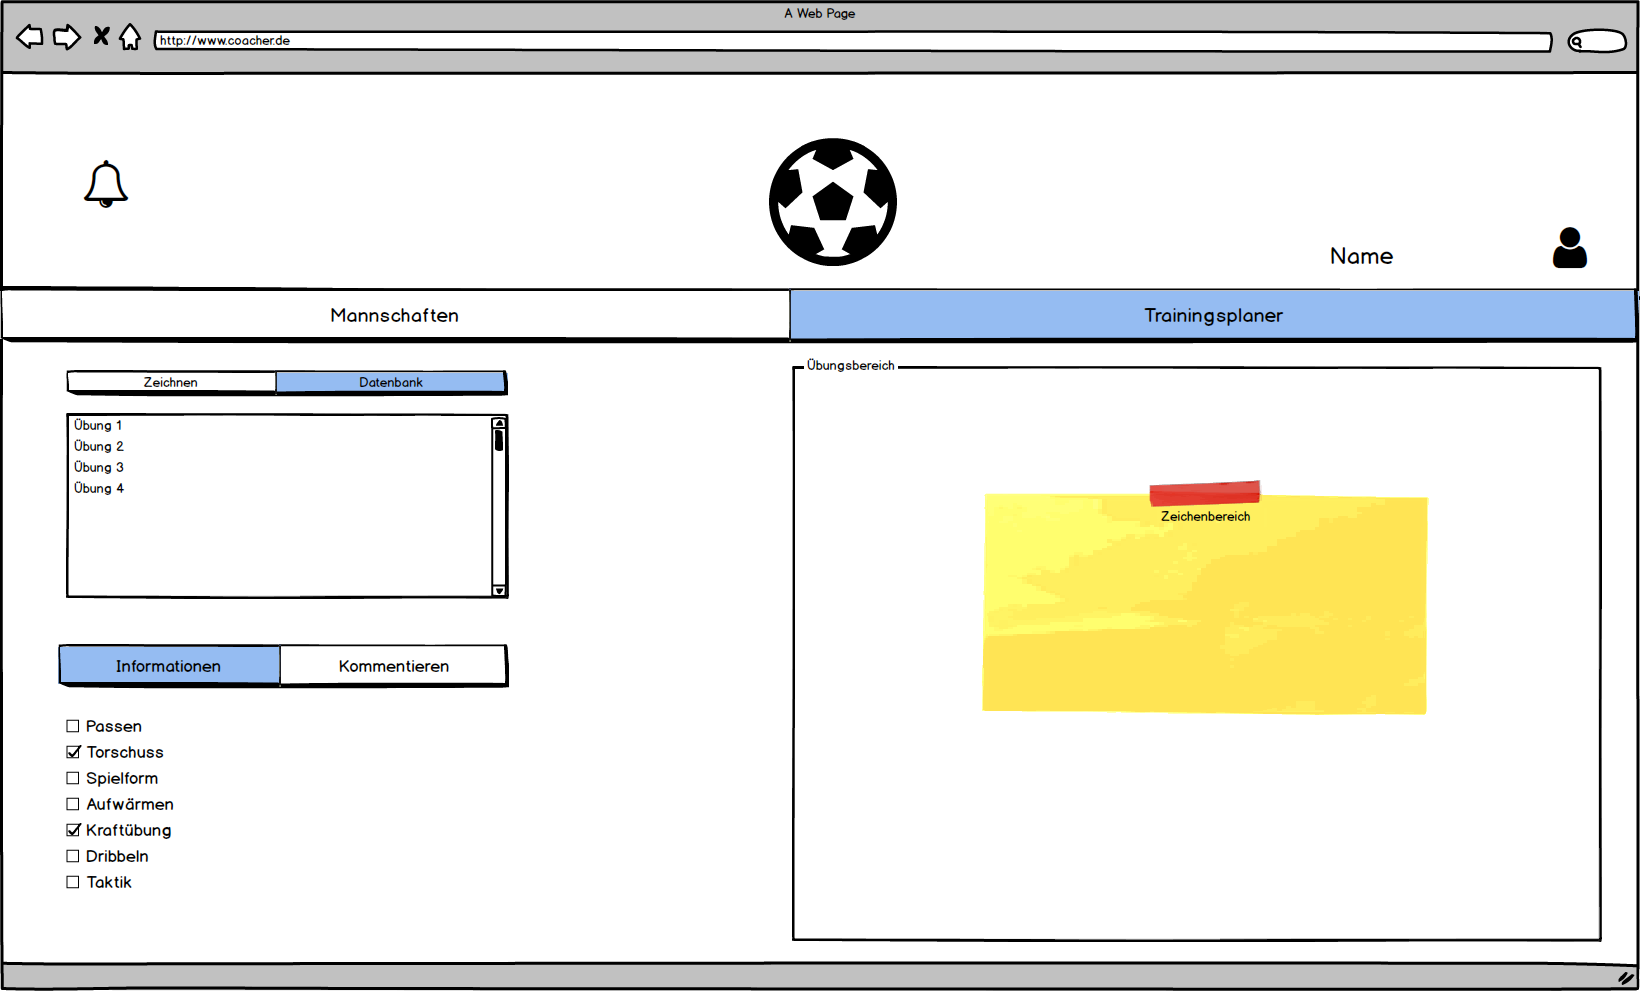 A Web Page
http://www.coacher.de
Name
Mannschaften
Trainingsplaner
Zeichnen
Datenbank
Übung 1
Übung 2
Übung 3
Übung 4
Informationen
Kommentieren
Passen
Torschuss
Spielform
Aufwärmen
Kraftübung
Dribbeln
Taktik
Übungsbereich
Zeichenbereich